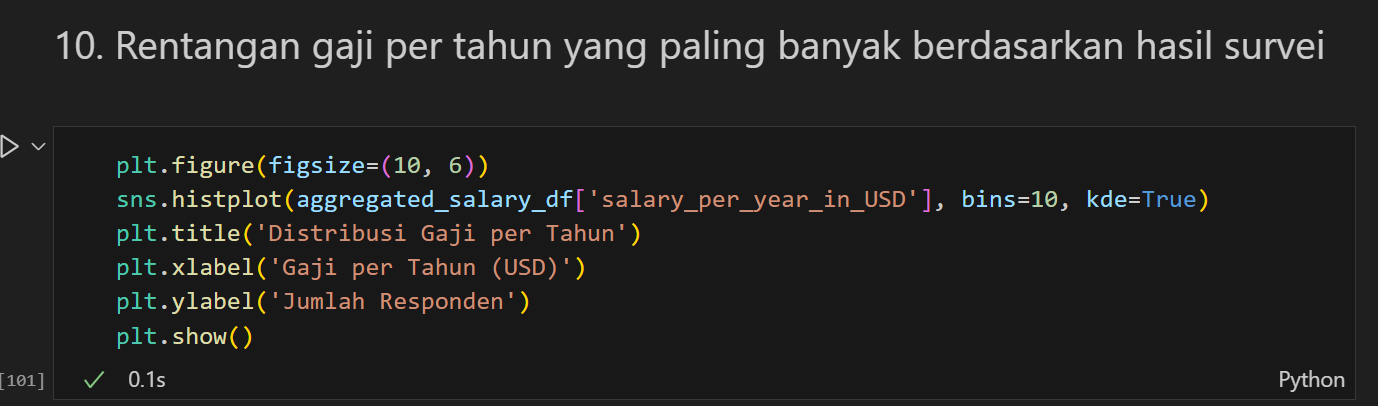 10. Rentangan gaji per tahun yang paling banyak berdasarkan hasil survei
plt.figure(figsize=(10, 6))
sns.histplot(aggregated_salary_df['salary_per_year_in_USD'], bins=10, kde=True)
plt.title('Distribusi Gaji per Tahun')
plt.xlabel('Gaji per Tahun (USD)')
plt.ylabel('Jumlah Responden')
plt.show()
[101] 0.1s Python